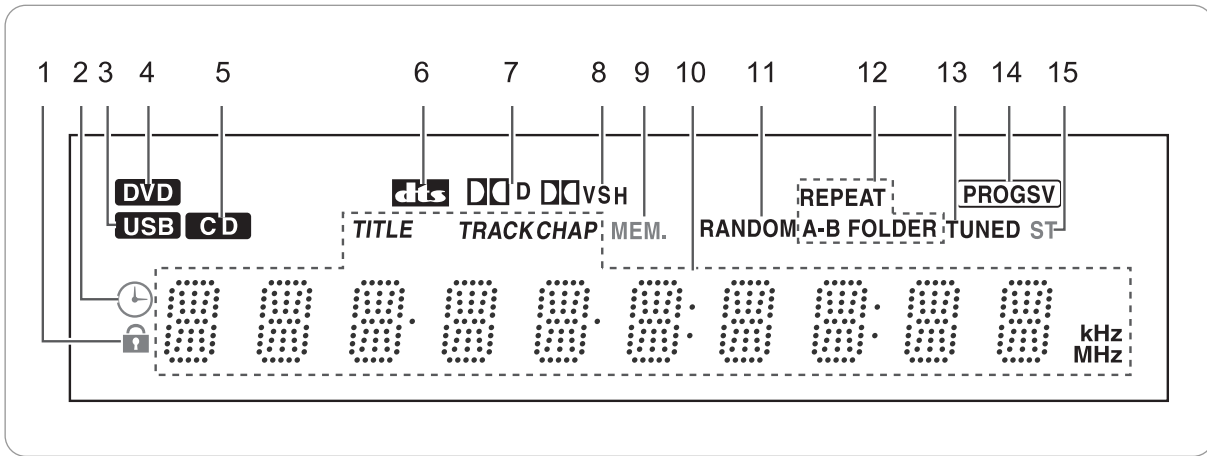 1 2 3 4 5 6 7 8 9 10 11 12 13 14 15
DVD dts D VSH REPEAT PROGSV
USB CD TITLE TRACK CHAP MEM. RANDOM A-B FOLDER TUNED ST
kHz
MHz